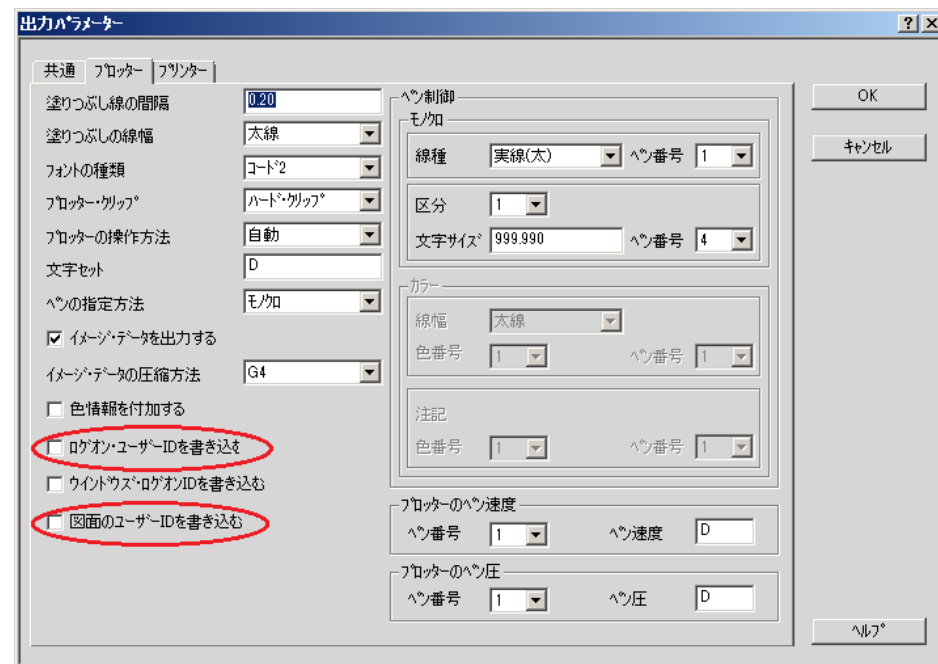 出力ﾊﾟﾗﾒｰﾀｰ
共通 ﾌﾟﾛｯﾀｰ ﾌﾟﾘﾝﾀｰ
塗りつぶし線の間隔 0.20
塗りつぶしの線幅 太線
ﾌｫﾝﾄの種類 ｺｰﾄﾞ2
ﾌﾟﾛｯﾀｰ･ｸﾘｯﾌﾟ ﾊｰﾄﾞ･ｸﾘｯﾌﾟ
ﾌﾟﾛｯﾀｰの操作方法 自動
文字ｾｯﾄ D
ﾍﾟﾝの指定方法 ﾓﾉｸﾛ
ｲﾒｰｼﾞ･ﾃﾞｰﾀを出力する
ｲﾒｰｼﾞ･ﾃﾞｰﾀの圧縮方法 G4
色情報を付加する
ﾛｸﾞｵﾝ･ﾕｰｻﾞｰIDを書き込む
ｳｲﾝﾄﾞｳｽﾞ･ﾛｸﾞｵﾝIDを書き込む
図面のﾕｰｻﾞｰIDを書き込む
ﾍﾟﾝ制御
ﾓﾉｸﾛ
線種 実線(太) ﾍﾟﾝ番号 1
区分 1
文字ｻｲｽﾞ 999.990 ﾍﾟﾝ番号 4
ｶﾗｰ
線幅 太線
色番号 1 ﾍﾟﾝ番号 1
注記
色番号 1 ﾍﾟﾝ番号 1
ﾌﾟﾛｯﾀｰのﾍﾟﾝ速度
ﾍﾟﾝ番号 1 ﾍﾟﾝ速度 D
ﾌﾟﾛｯﾀｰのﾍﾟﾝ圧
ﾍﾟﾝ番号 1 ﾍﾟﾝ圧 D
OK
ｷｬﾝｾﾙ
ﾍﾙﾌﾟ